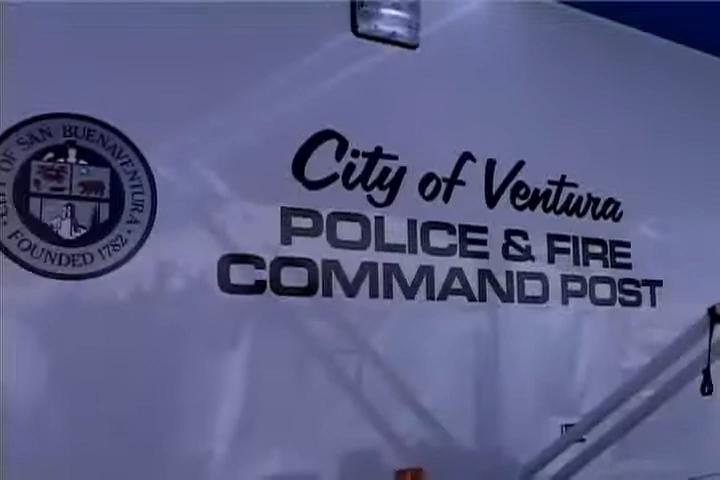 CITY OF SAN BUENAVENTURA
FOUNDED 1782
City of Ventura
POLICE & FIRE
COMMAND POST